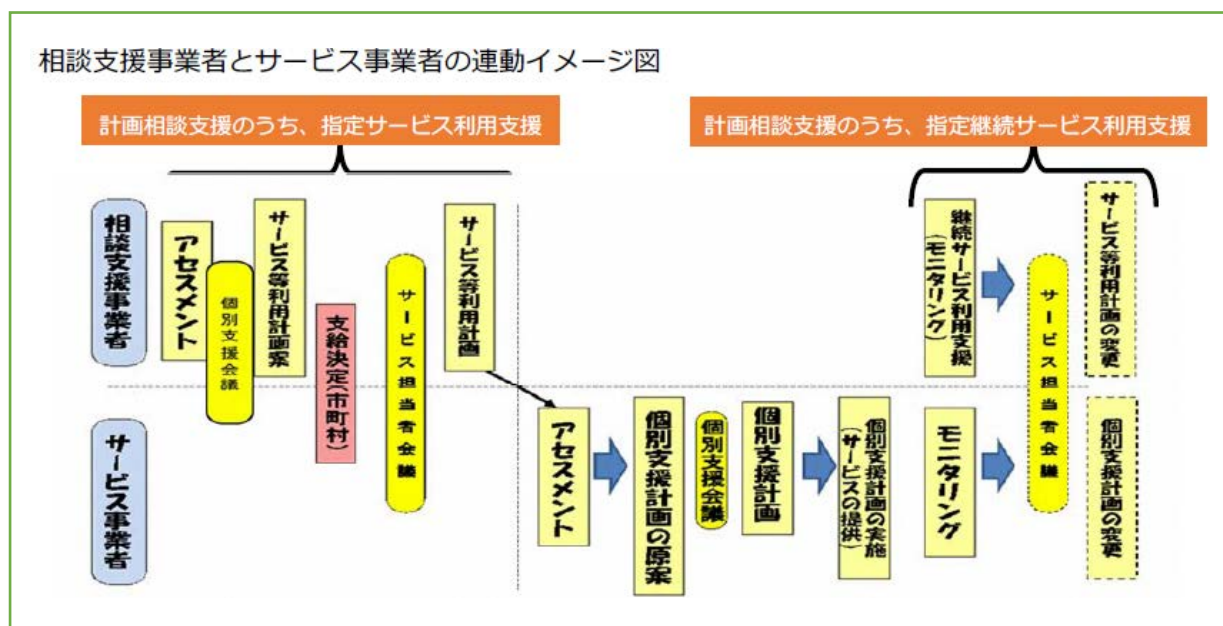 相談支援事業者とサービス事業者の連動イメージ図
計画相談支援のうち、指定サービス利用支援
計画相談支援のうち、指定継続サービス利用支援
相談支援事業者
アセスメント
個別支援会議
サービス等利用計画案
支給決定(市町村)
サービス担当者会議
サービス等利用計画
継続サービス利用支援
(モニタリング)
サービス担当者会議
サービス等利用計画の変更
サービス事業者
アセスメント
個別支援計画の原案
個別支援会議
個別支援計画
個別支援計画の実施
(サービスの提供)
モニタリング
個別支援計画の変更